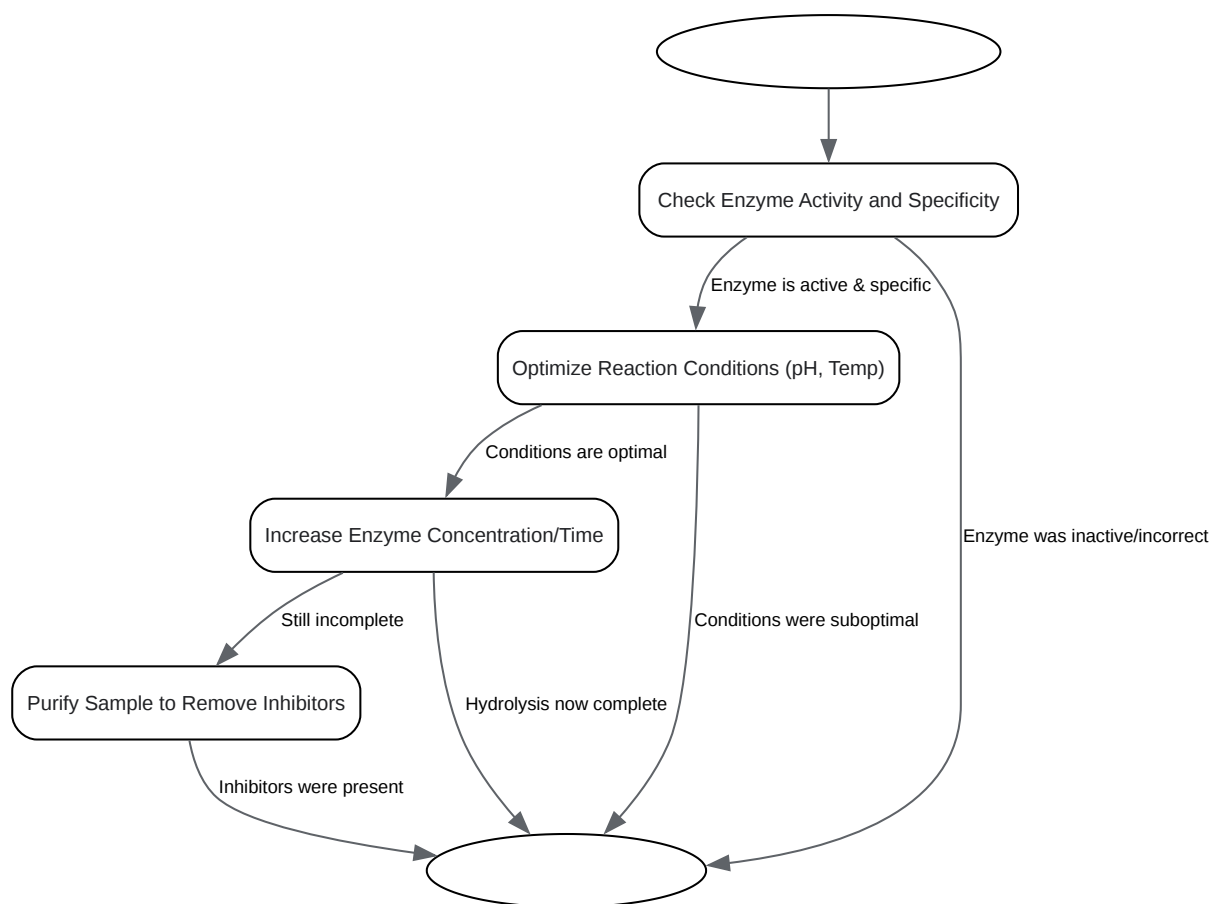 Check Enzyme Activity and Specificity
Enzyme is active & specific
Optimize Reaction Conditions (pH, Temp)
Conditions are optimal
Increase Enzyme Concentration/Time
Enzyme was inactive/incorrect
Still incomplete
Conditions were suboptimal
Purify Sample to Remove Inhibitors
Hydrolysis now complete
Inhibitors were present